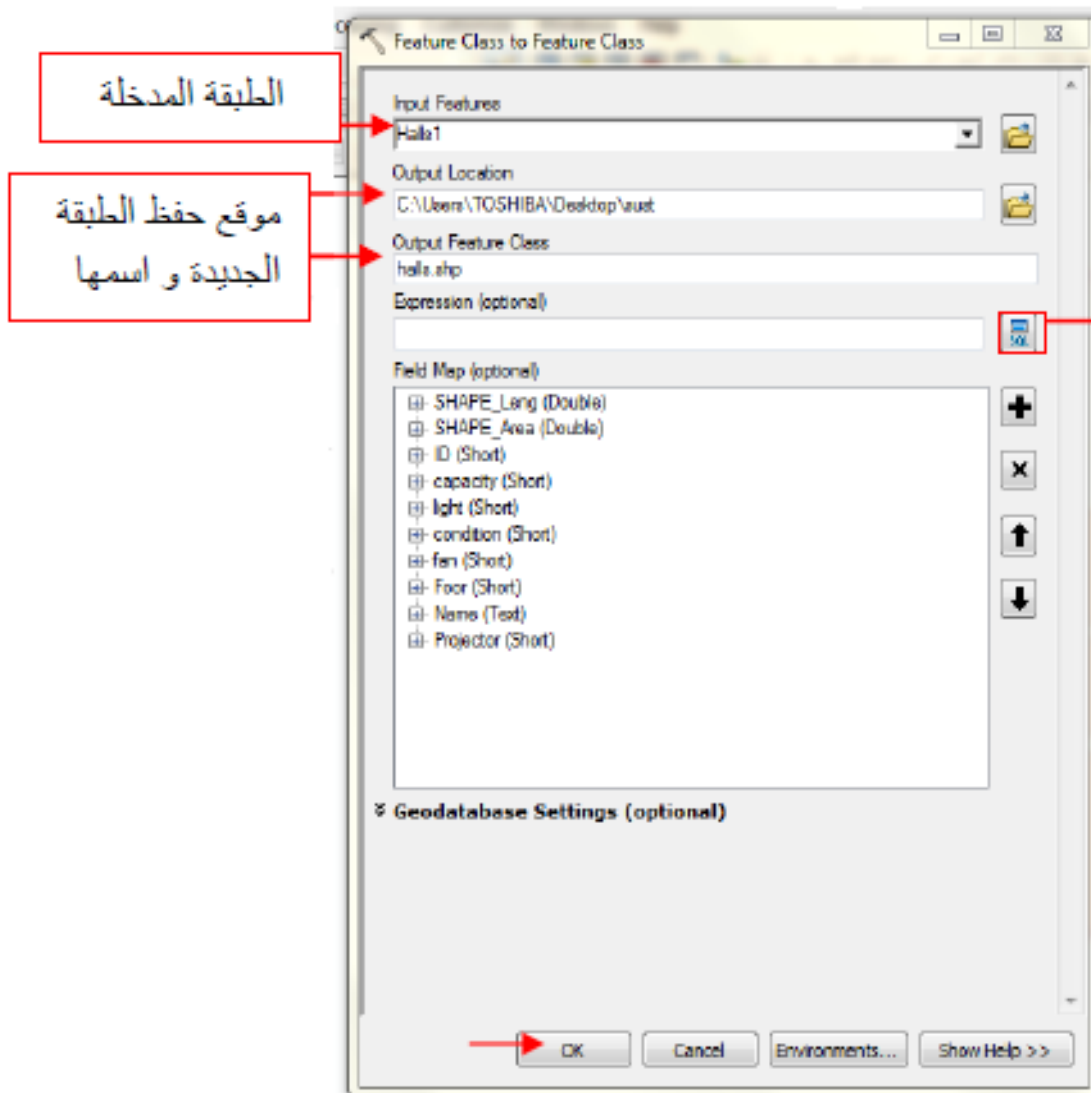 Feature Class to Feature Class
الطبقة المدخلة
Input Features
Halls1
موقع حفظ الطبقة
الجديدة و اسمها
Output Location
C:\Users\TOSHIBA\Desktop\sust
Output Feature Class
halls.shp
Expression (optional)
SQL
Field Map (optional)
SHAPE_Leng (Double)
SHAPE_Area (Double)
ID (Short)
capacity (Short)
light (Short)
condition (Short)
fan (Short)
Foor (Short)
Name (Text)
Projector (Short)
Geodatabase Settings (optional)
OK
Cancel
Environments...
Show Help >>